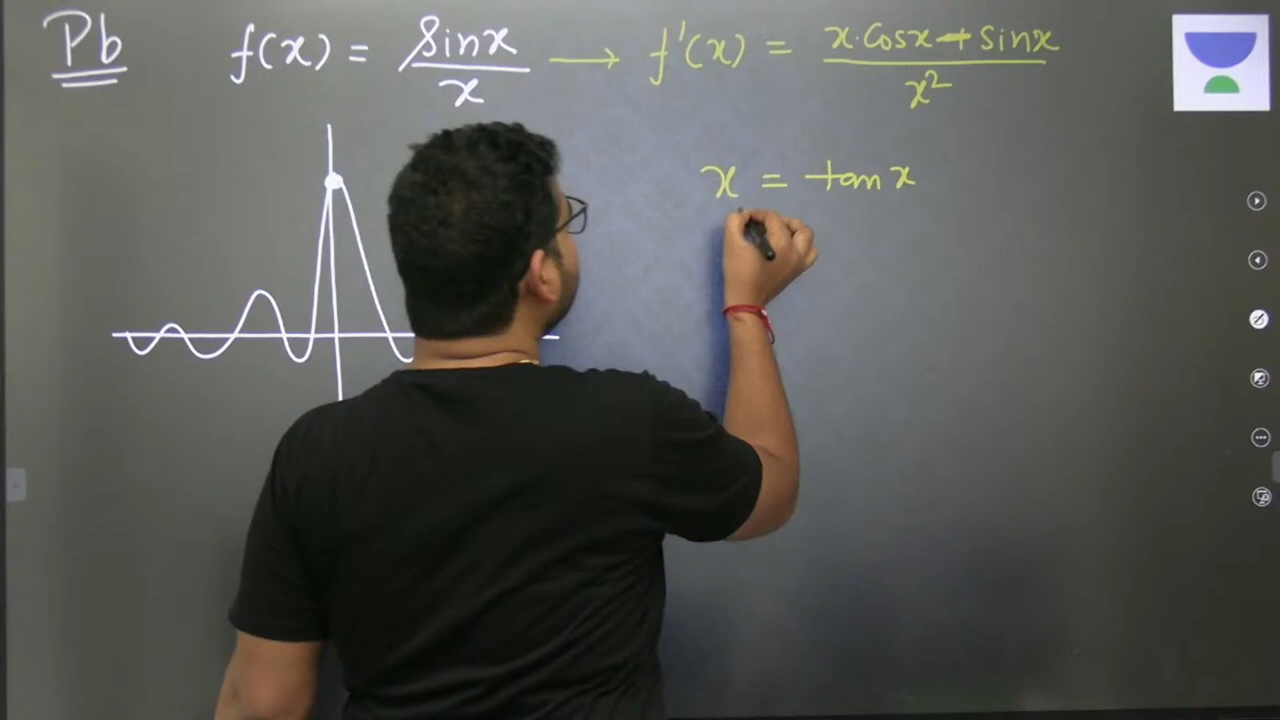 Pb f(x) = sinx/x → f'(x) = x·Cosx + sinx/x²
x = tan x